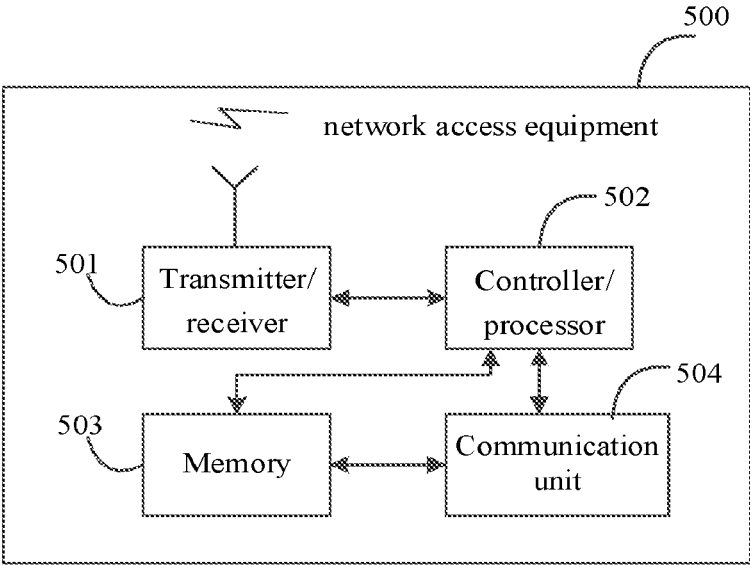 500
network access equipment
502
501
Transmitter/
receiver
Controller/
processor
504
503
Memory
Communication
unit